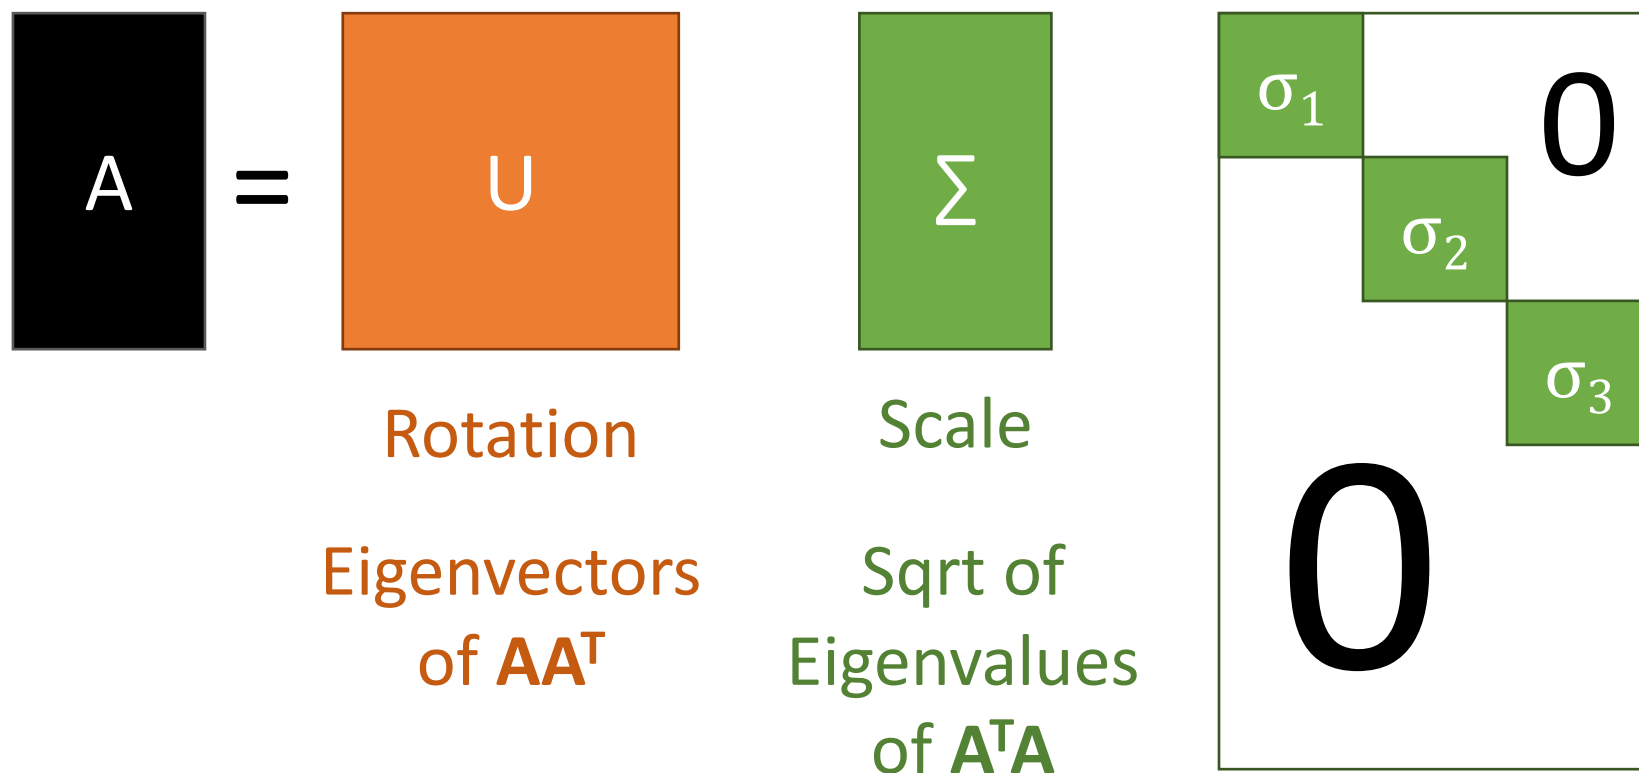 A = U ∑
σ₁ 0
σ₂
σ₃
0
Rotation
Eigenvectors
of AAᵀ
Scale
Sqrt of
Eigenvalues
of AᵀA